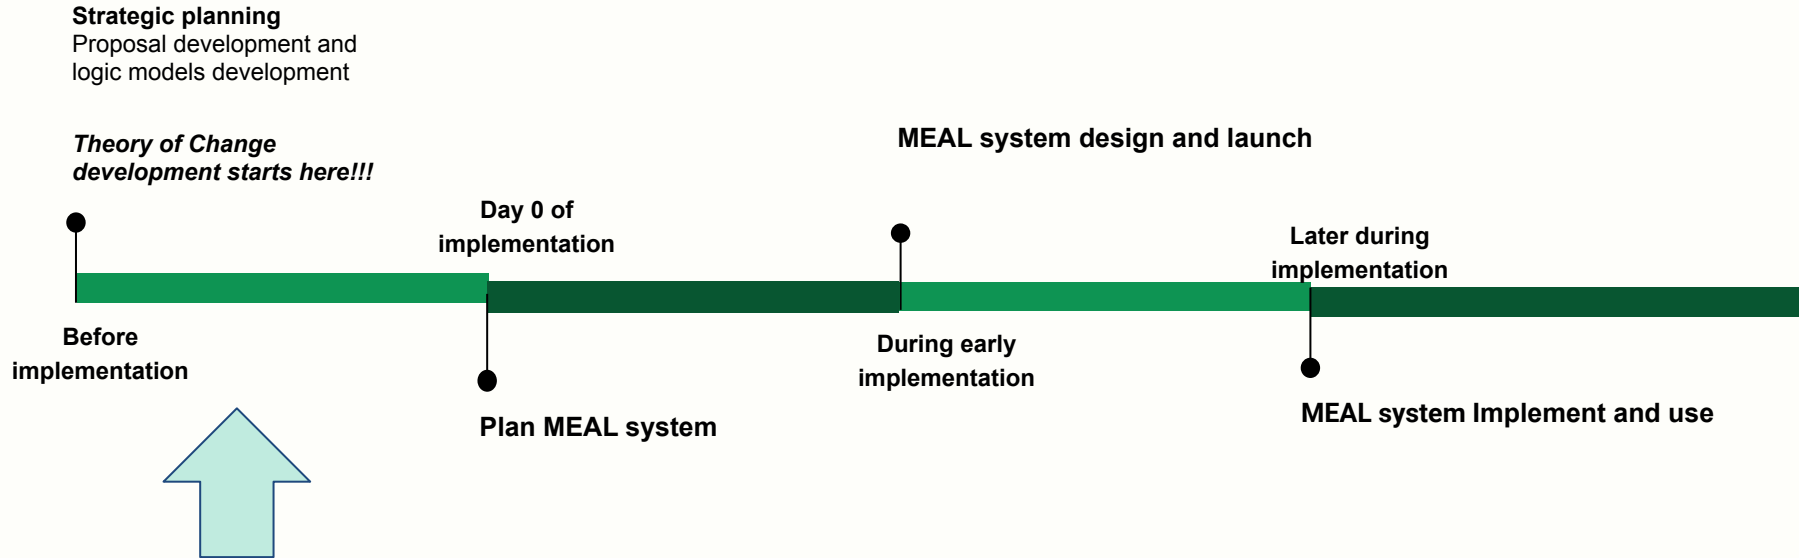 Strategic planning
Proposal development and
logic models development
Theory of Change
development starts here!!!
MEAL system design and launch
Day 0 of
implementation
Later during
implementation
Before
implementation
During early
implementation
Plan MEAL system
MEAL system Implement and use